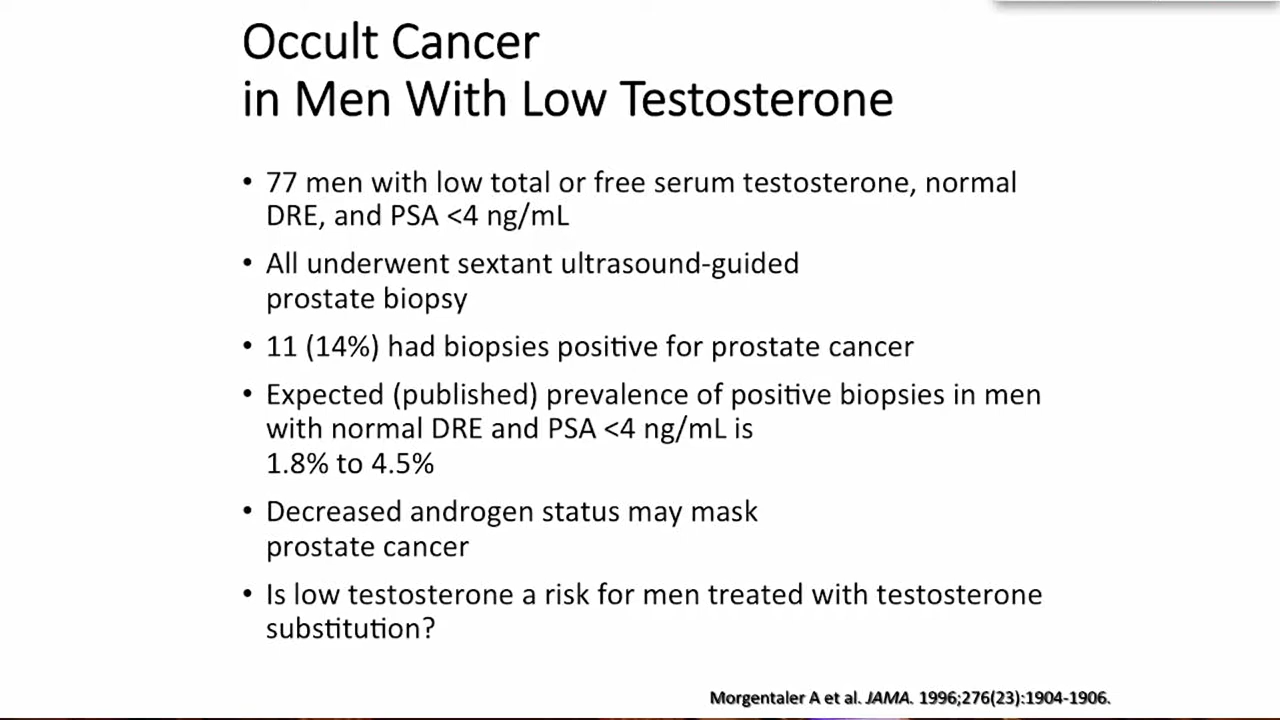 Occult Cancer
in Men With Low Testosterone
• 77 men with low total or free serum testosterone, normal
DRE, and PSA <4 ng/mL
• All underwent sextant ultrasound-guided
prostate biopsy
• 11 (14%) had biopsies positive for prostate cancer
• Expected (published) prevalence of positive biopsies in men
with normal DRE and PSA <4 ng/mL is
1.8% to 4.5%
• Decreased androgen status may mask
prostate cancer
• Is low testosterone a risk for men treated with testosterone
substitution?
Morgentaler A et al. JAMA. 1996;276(23):1904-1906.